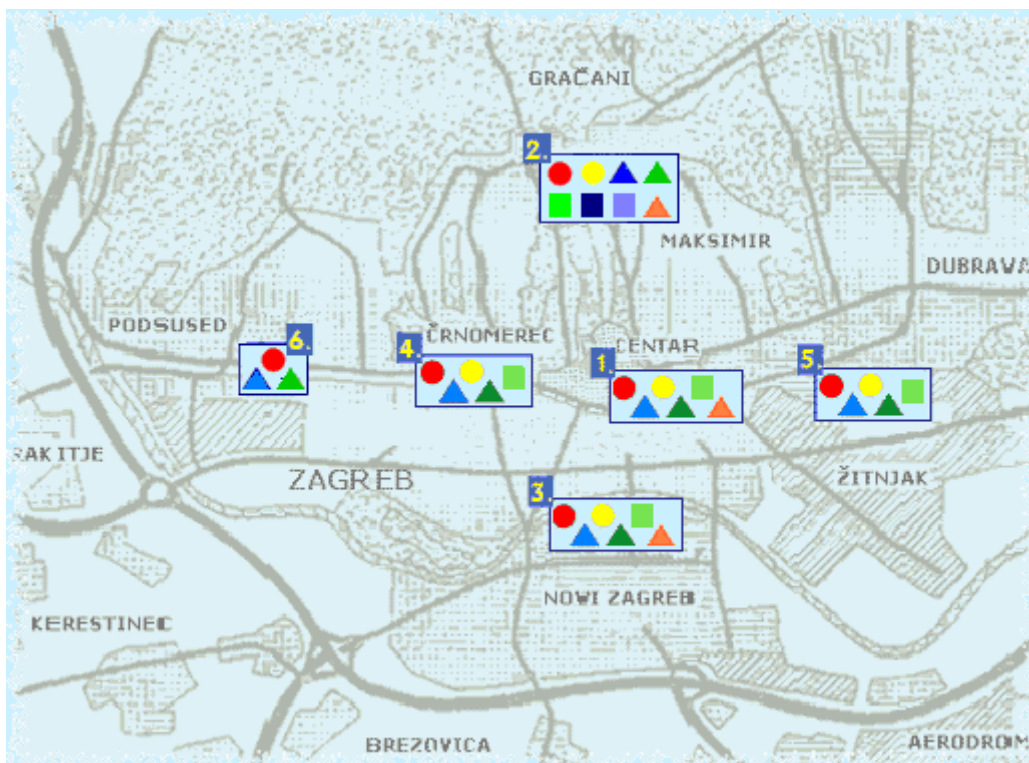 GRAČANI
2.
MAKSIMIR
DUBRAVA
PODSUSED
6.
4.
ČRNOMEREC
1.
CENTAR
5.
RAKITJE
ZAGREB
3.
ŽITNJAK
NOVI ZAGREB
KERESTINEC
BREZOVICA
AERODROM